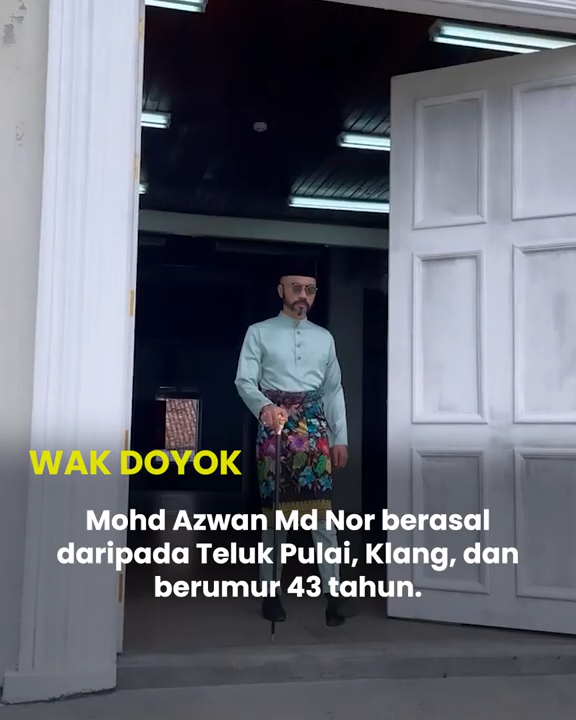 WAK DOYOK
Mohd Azwan Md Nor berasal
daripada Teluk Pulai, Klang, dan
berumur 43 tahun.